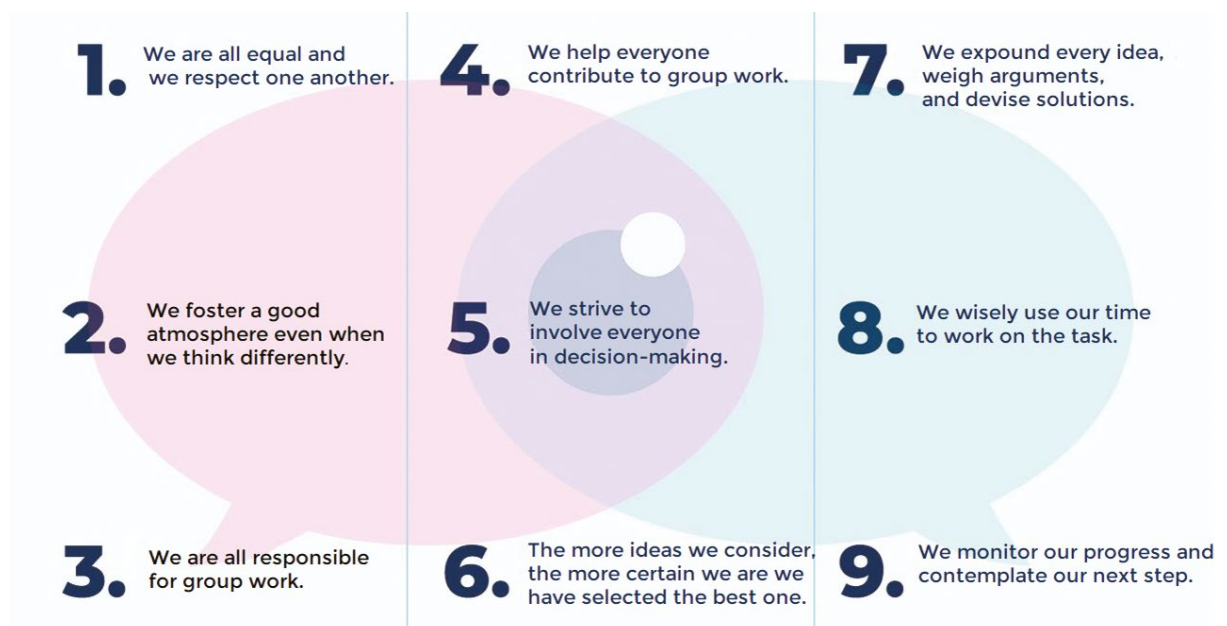 1. We are all equal and
we respect one another.
2. We foster a good
atmosphere even when
we think differently.
3. We are all responsible
for group work.
4. We help everyone
contribute to group work.
5. We strive to
involve everyone
in decision-making.
6. The more ideas we consider,
the more certain we are we
have selected the best one.
7. We expound every idea,
weigh arguments,
and devise solutions.
8. We wisely use our time
to work on the task.
9. We monitor our progress and
contemplate our next step.